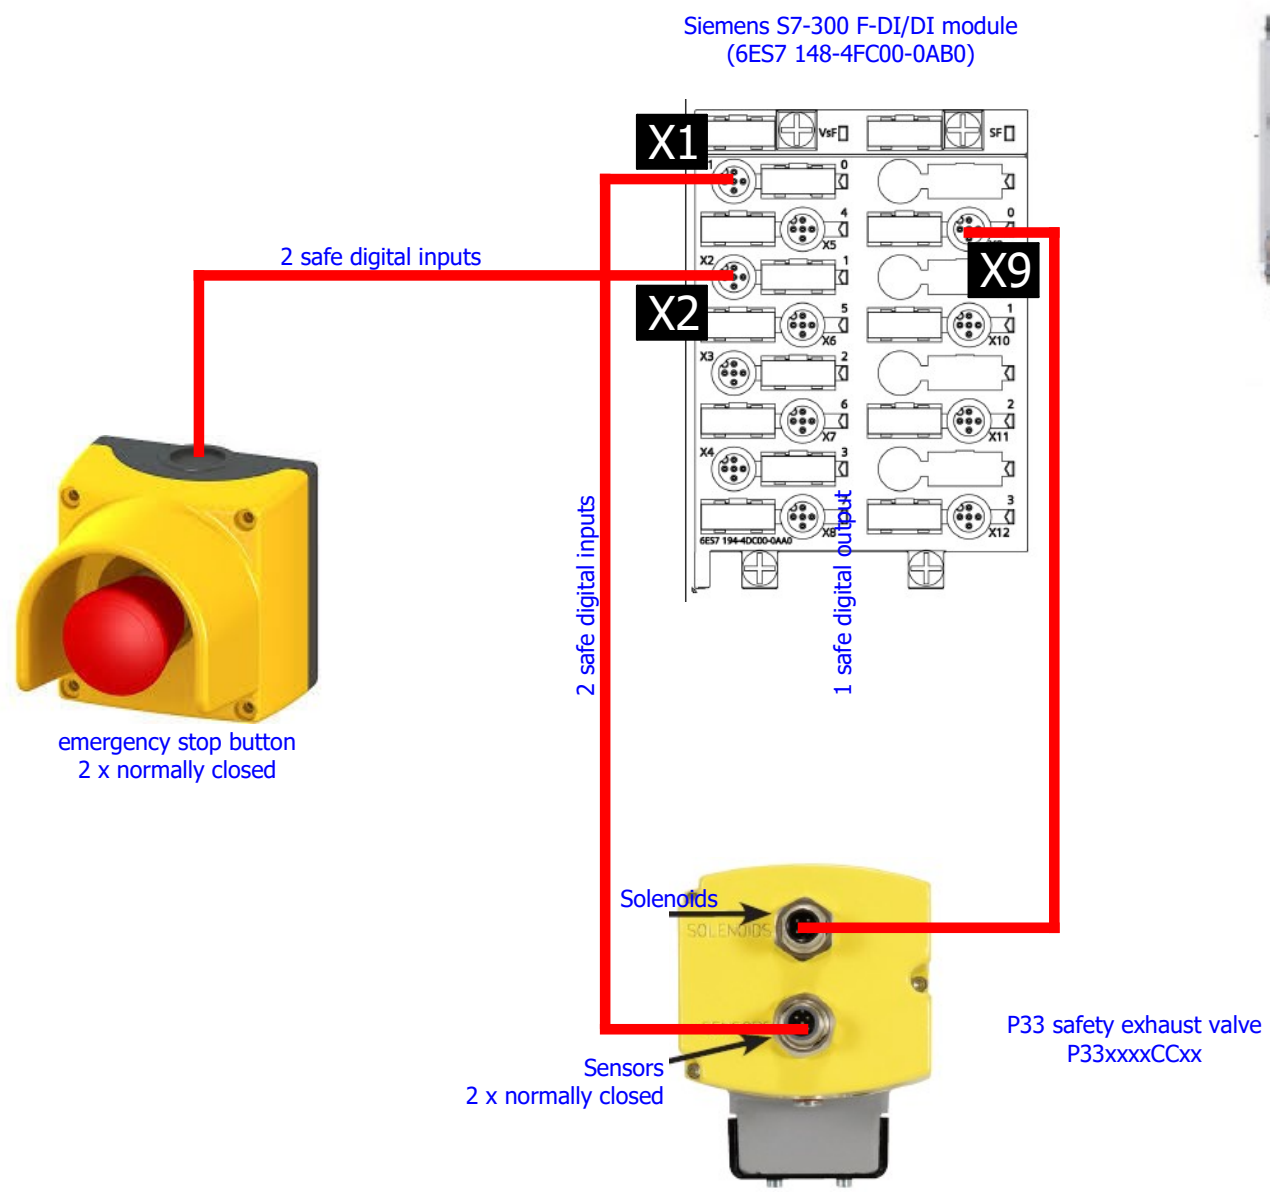 Siemens S7-300 F-DI/DI module
(6ES7 148-4FC00-0AB0)
X1
VsF
SF
1
0
4
0
X5
2 safe digital inputs
X2
1
X9
X2
5
1
X6
X10
X3
2
6
2
X7
X11
X4
3
3
X8
X12
6ES7 194-4DC00-0AA0
2 safe digital inputs
1 safe digital output
emergency stop button
2 x normally closed
Solenoids
SOLENOIDS
P33 safety exhaust valve
P33xxxxCCxx
Sensors
2 x normally closed